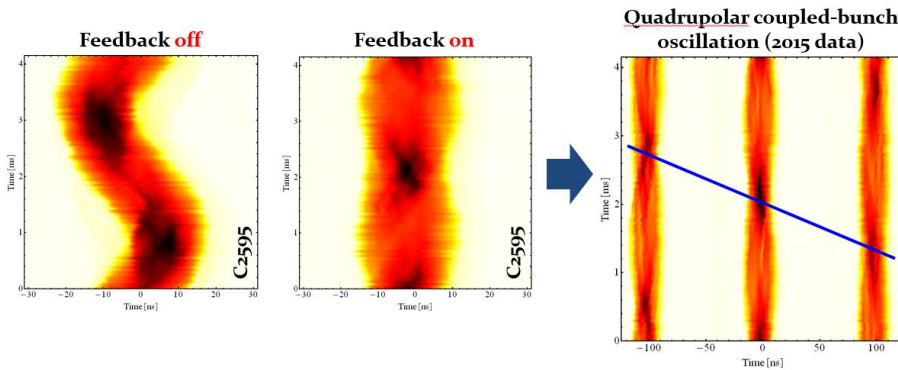 Feedback off
Feedback on
Quadrupolar coupled-bunch
oscillation (2015 data)
Time [ms]
4
3
2
1
0
C2595
-30 -20 -10 0 10 20 30
Time [ns]
Time [ms]
4
3
2
1
0
C2595
-30 -20 -10 0 10 20 30
Time [ns]
Time [ms]
4
3
2
1
0
-100 -50 0 50 100
Time [ns]